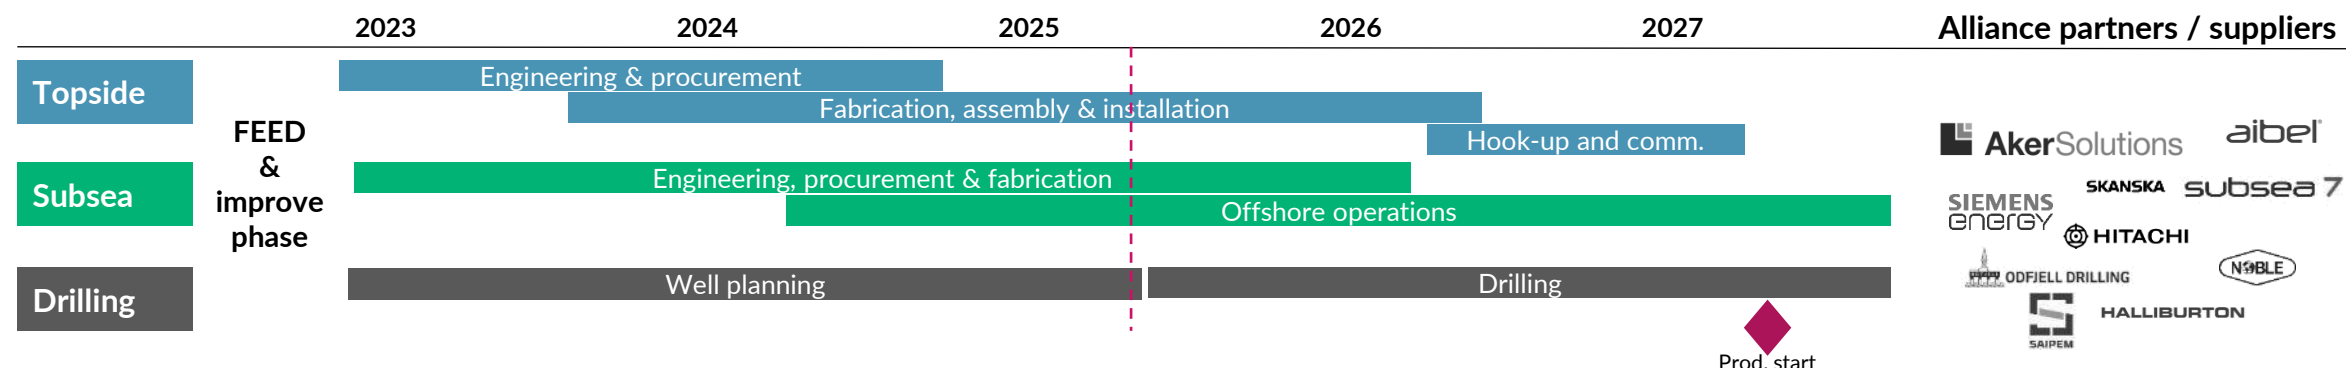 2023 2024 2025 2026 2027 Alliance partners / suppliers
Topside
Engineering & procurement
Fabrication, assembly & installation
Hook-up and comm.
FEED
&
improve
phase
Subsea
Engineering, procurement & fabrication
Offshore operations
Drilling
Well planning
Drilling
Prod. start
AkerSolutions
aibel
SKANSKA
subsea 7
SIEMENS
energy
HITACHI
ODFJELL DRILLING
NOBLE
SAIPEM
HALLIBURTON